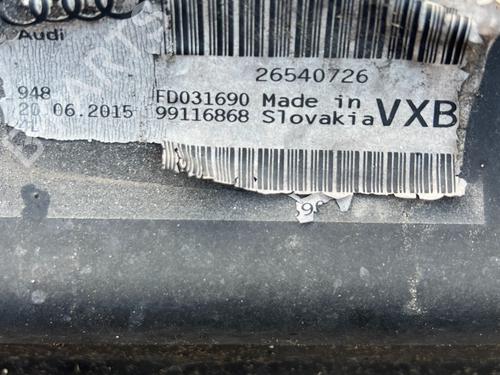 Audi
26540726
948
20.06.2015
FD031690 Made in
99116868 Slovakia
VXB